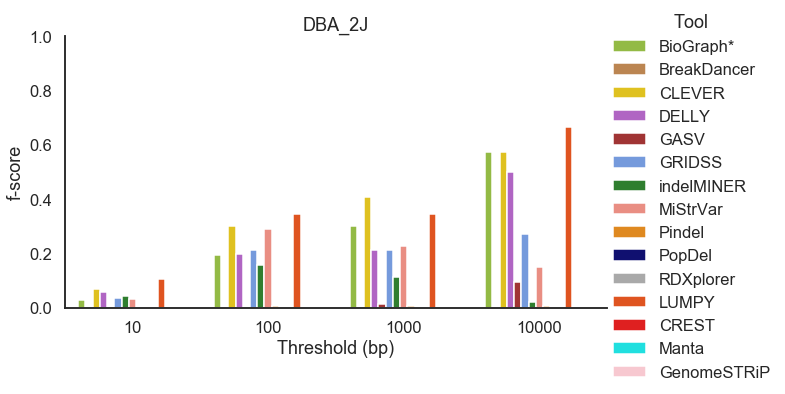 DBA_2J
f-score
1.0
0.8
0.6
0.4
0.2
0.0
10
100
1000
10000
Threshold (bp)
Tool
BioGraph*
BreakDancer
CLEVER
DELLY
GASV
GRIDSS
indelMINER
MiStrVar
Pindel
PopDel
RDXplorer
LUMPY
CREST
Manta
GenomeSTRiP